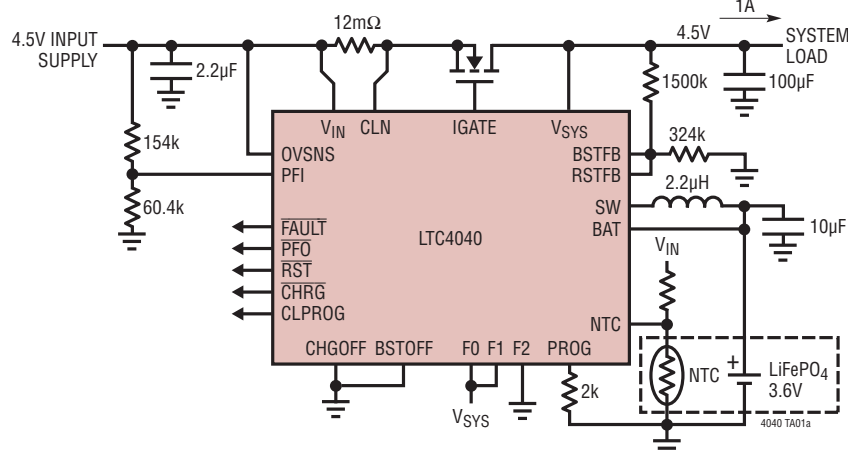 1A
12mΩ
4.5V INPUT
SUPPLY
4.5V
SYSTEM
LOAD
2.2µF
1500k
100µF
VIN
CLN
IGATE
VSYS
154k
324k
OVSNS
BSTFB
PFI
RSTFB
2.2µH
60.4k
SW
10µF
FAULT
LTC4040
BAT
PFO
VIN
RST
CHRG
CLPROG
NTC
CHGOFF
BSTOFF
F0
F1
F2
PROG
NTC
+
LiFePO4
3.6V
2k
VSYS
4040 TA01a